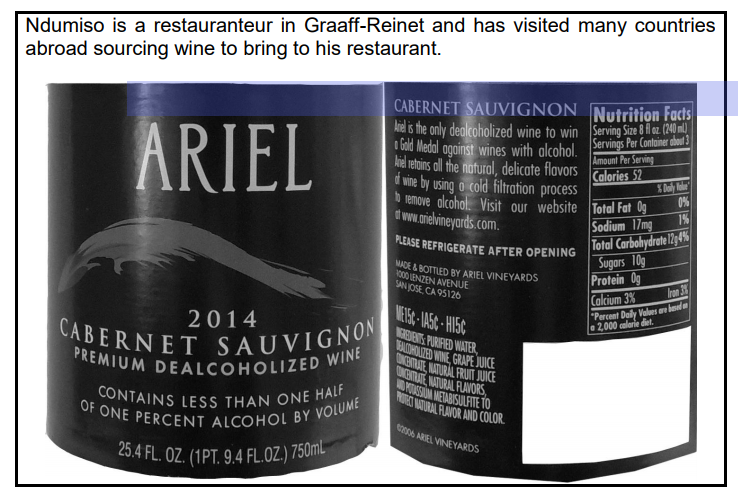 Ndumiso is a restauranteur in Graaff-Reinet and has visited many countries
abroad sourcing wine to bring to his restaurant.
ARIEL
2014
CABERNET SAUVIGNON
PREMIUM DEALCOHOLIZED WINE
CONTAINS LESS THAN ONE HALF
OF ONE PERCENT ALCOHOL BY VOLUME
25.4 FL. OZ. (1PT. 9.4 FL.OZ.) 750mL
CABERNET SAUVIGNON
Ariel is the only dealcoholized wine to win
a Gold Medal against wines with alcohol.
Ariel retains all the natural, delicate flavors
of wine by using a cold filtration process
to remove alcohol. Visit our website
at www.arielvineyards.com.
PLEASE REFRIGERATE AFTER OPENING
MADE & BOTTLED BY ARIEL VINEYARDS
1000 LENZEN AVENUE
SAN JOSE, CA 95126
ME15¢ - IA5¢ - HI5¢
INGREDIENTS: PURIFIED WATER,
DEALCOHOLIZED WINE, GRAPE JUICE
CONCENTRATE, NATURAL FRUIT JUICE
CONCENTRATE, NATURAL FLAVORS,
AND POTASSIUM METABISULFITE TO
PROTECT NATURAL FLAVOR AND COLOR.
©2006 ARIEL VINEYARDS
Nutrition Facts
Serving Size 8 fl oz. (240 ml)
Servings Per Container about 3
Amount Per Serving
Calories 52
% Daily Value*
Total Fat 0g 0%
Sodium 17mg 1%
Total Carbohydrate 12g 4%
Sugars 10g
Protein 0g
Calcium 3% Iron 3%
*Percent Daily Values are based on
a 2,000 calorie diet.